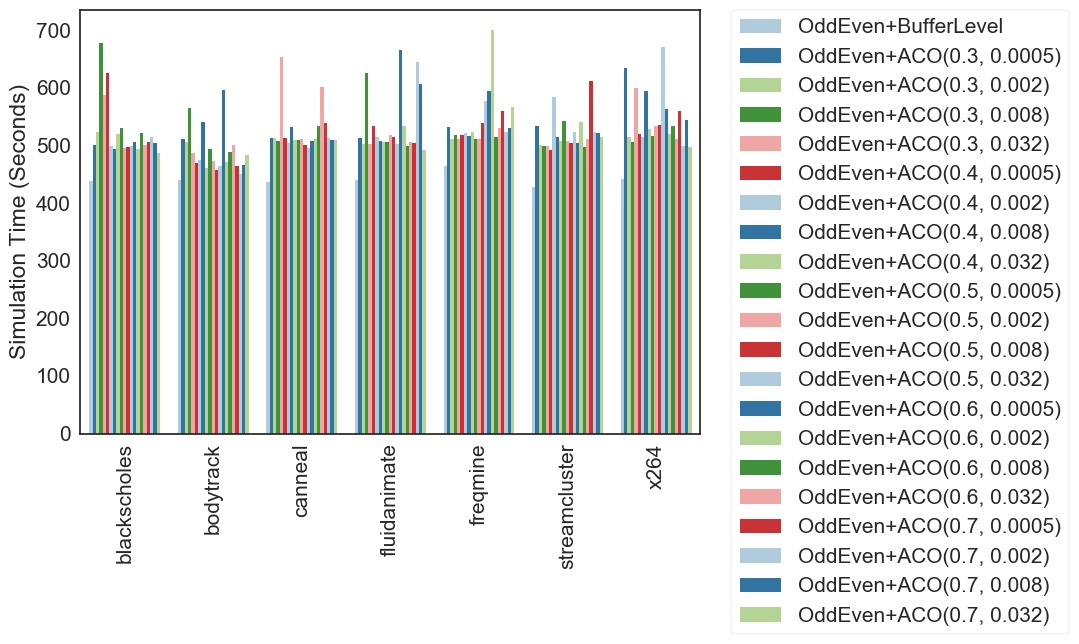 700
600
500
400
300
200
100
0
Simulation Time (Seconds)
blackscholes
bodytrack
canneal
fluidanimate
freqmine
streamcluster
x264
OddEven+BufferLevel
OddEven+ACO(0.3, 0.0005)
OddEven+ACO(0.3, 0.002)
OddEven+ACO(0.3, 0.008)
OddEven+ACO(0.3, 0.032)
OddEven+ACO(0.4, 0.0005)
OddEven+ACO(0.4, 0.002)
OddEven+ACO(0.4, 0.008)
OddEven+ACO(0.4, 0.032)
OddEven+ACO(0.5, 0.0005)
OddEven+ACO(0.5, 0.002)
OddEven+ACO(0.5, 0.008)
OddEven+ACO(0.5, 0.032)
OddEven+ACO(0.6, 0.0005)
OddEven+ACO(0.6, 0.002)
OddEven+ACO(0.6, 0.008)
OddEven+ACO(0.6, 0.032)
OddEven+ACO(0.7, 0.0005)
OddEven+ACO(0.7, 0.002)
OddEven+ACO(0.7, 0.008)
OddEven+ACO(0.7, 0.032)